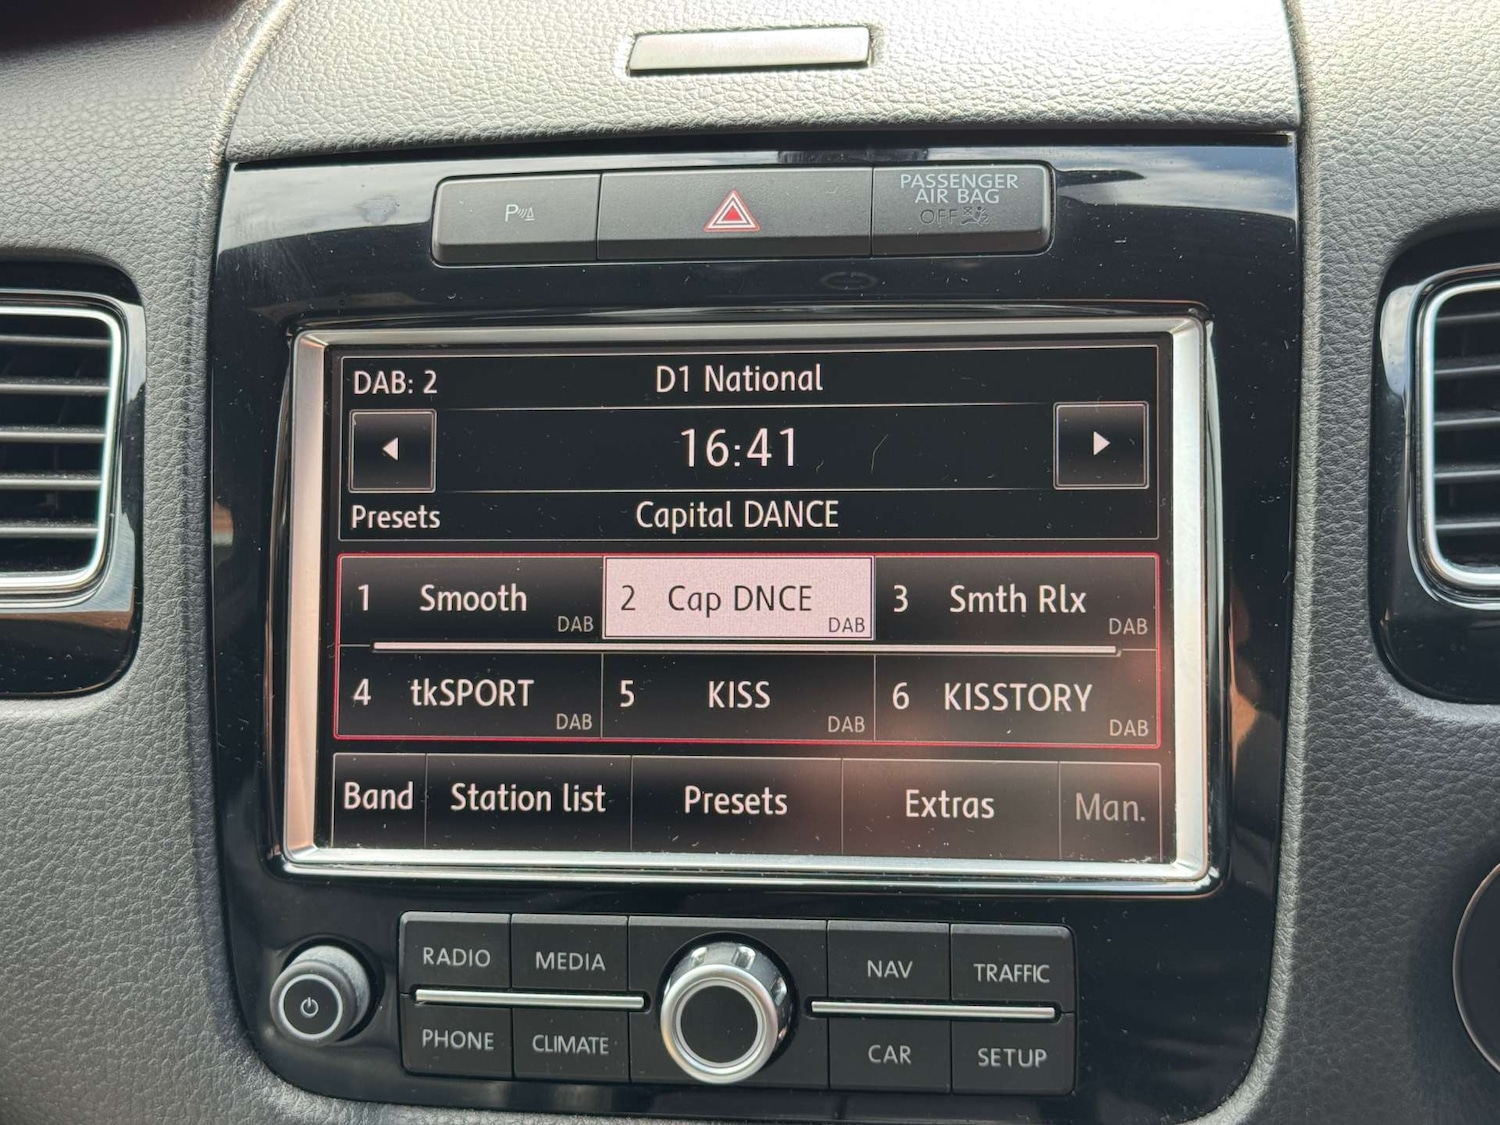 P
PASSENGER
AIR BAG
OFF
DAB: 2
D1 National
16:41
Presets
Capital DANCE
1 Smooth DAB
2 Cap DNCE DAB
3 Smth Rlx DAB
4 tkSPORT DAB
5 KISS DAB
6 KISSTORY DAB
Band
Station list
Presets
Extras
Man.
RADIO
MEDIA
NAV
TRAFFIC
PHONE
CLIMATE
CAR
SETUP